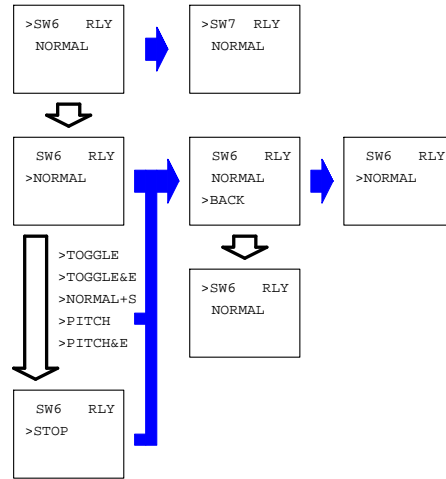 >SW6 RLY
NORMAL
>SW7 RLY
NORMAL
SW6 RLY
>NORMAL
SW6 RLY
NORMAL
>BACK
SW6 RLY
>NORMAL
>TOGGLE
>TOGGLE&E
>NORMAL+S
>PITCH
>PITCH&E
>SW6 RLY
NORMAL
SW6 RLY
>STOP